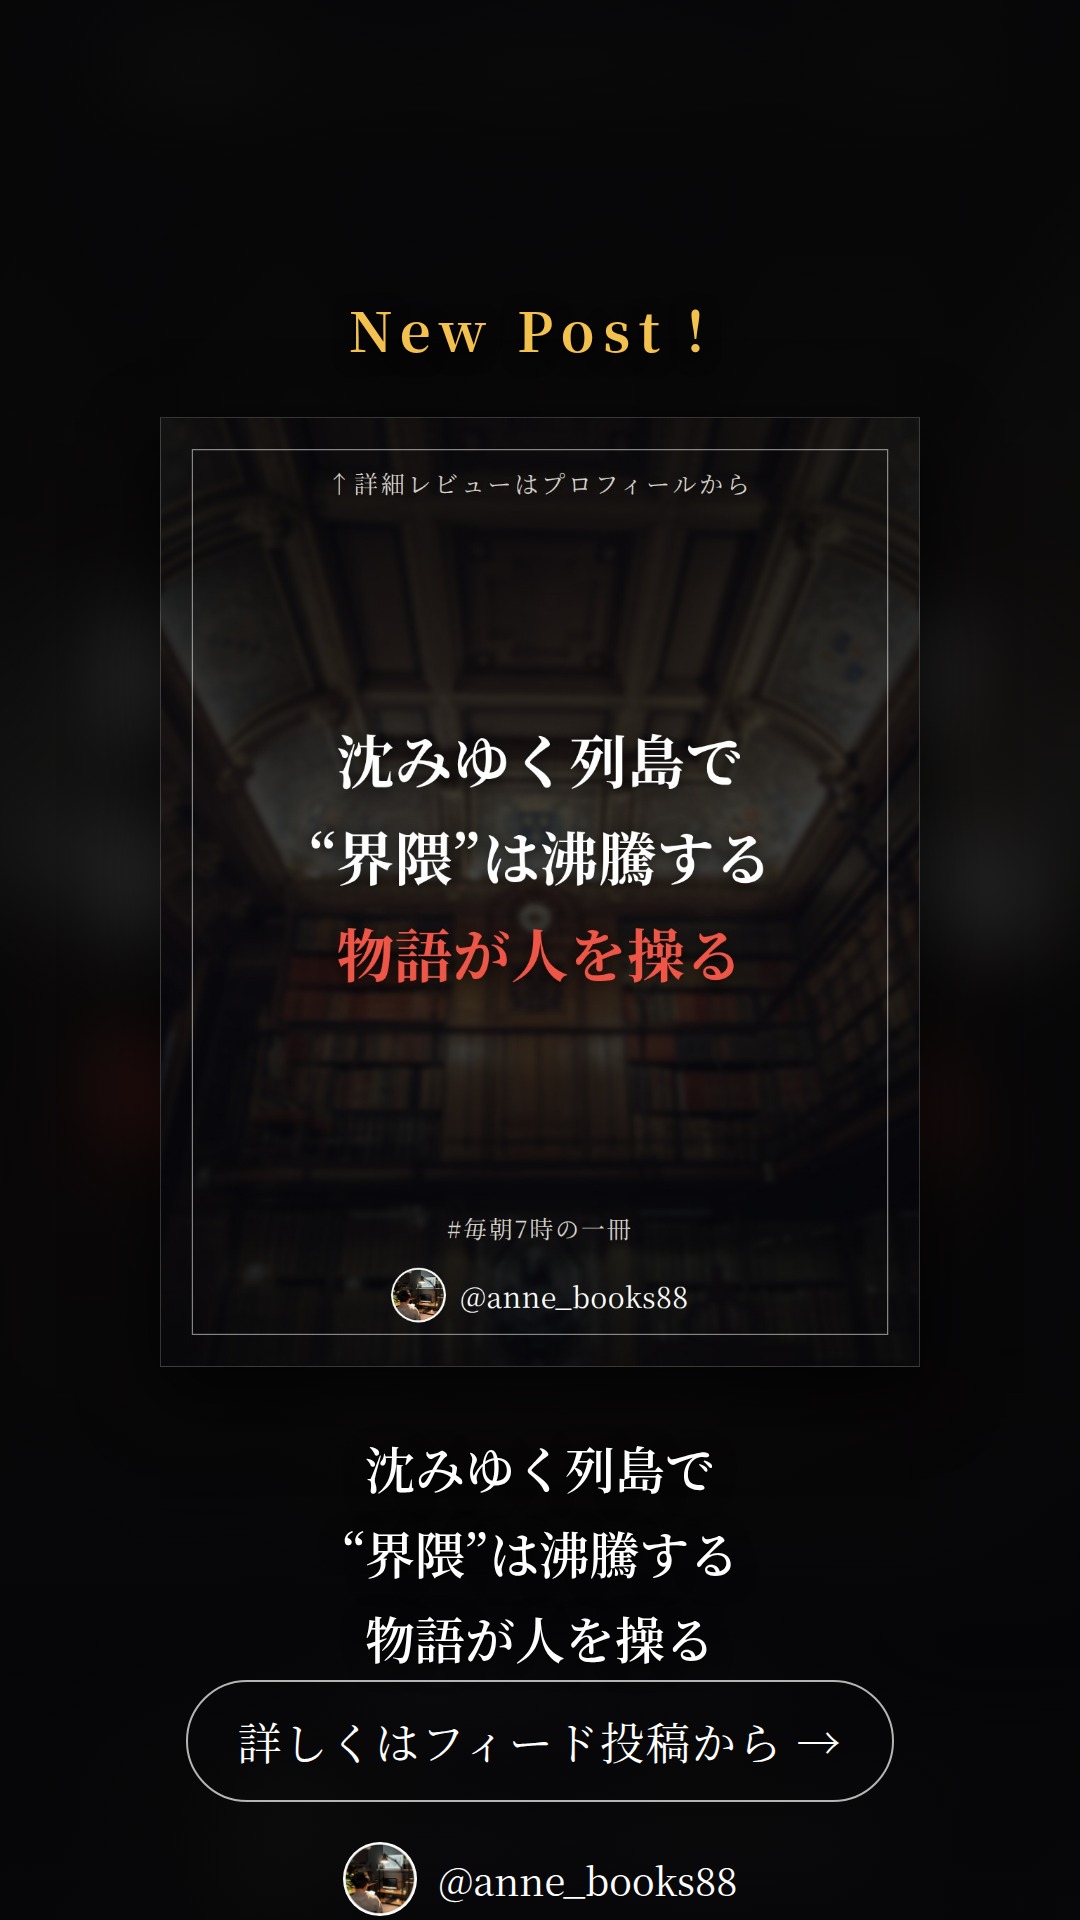 New Post！
↑詳細レビューはプロフィールから
沈みゆく列島で
“界隈”は沸騰する
物語が人を操る
#毎朝7時の一冊
@anne_books88
沈みゆく列島で
“界隈”は沸騰する
物語が人を操る
詳しくはフィード投稿から →
@anne_books88